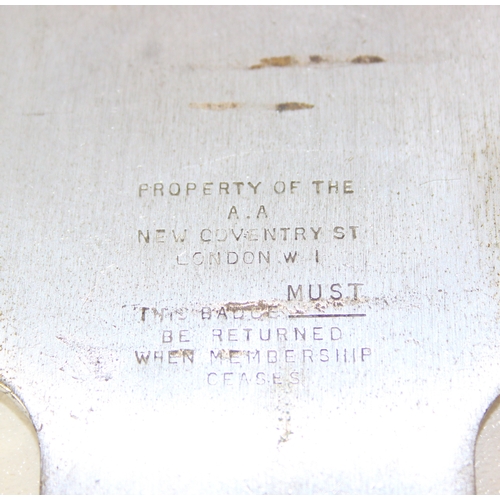 PROPERTY OF THE
A.A
NEW COVENTRY ST
LONDON W 1
THIS BADGE MUST
BE RETURNED
WHEN MEMBERSHIP
CEASES